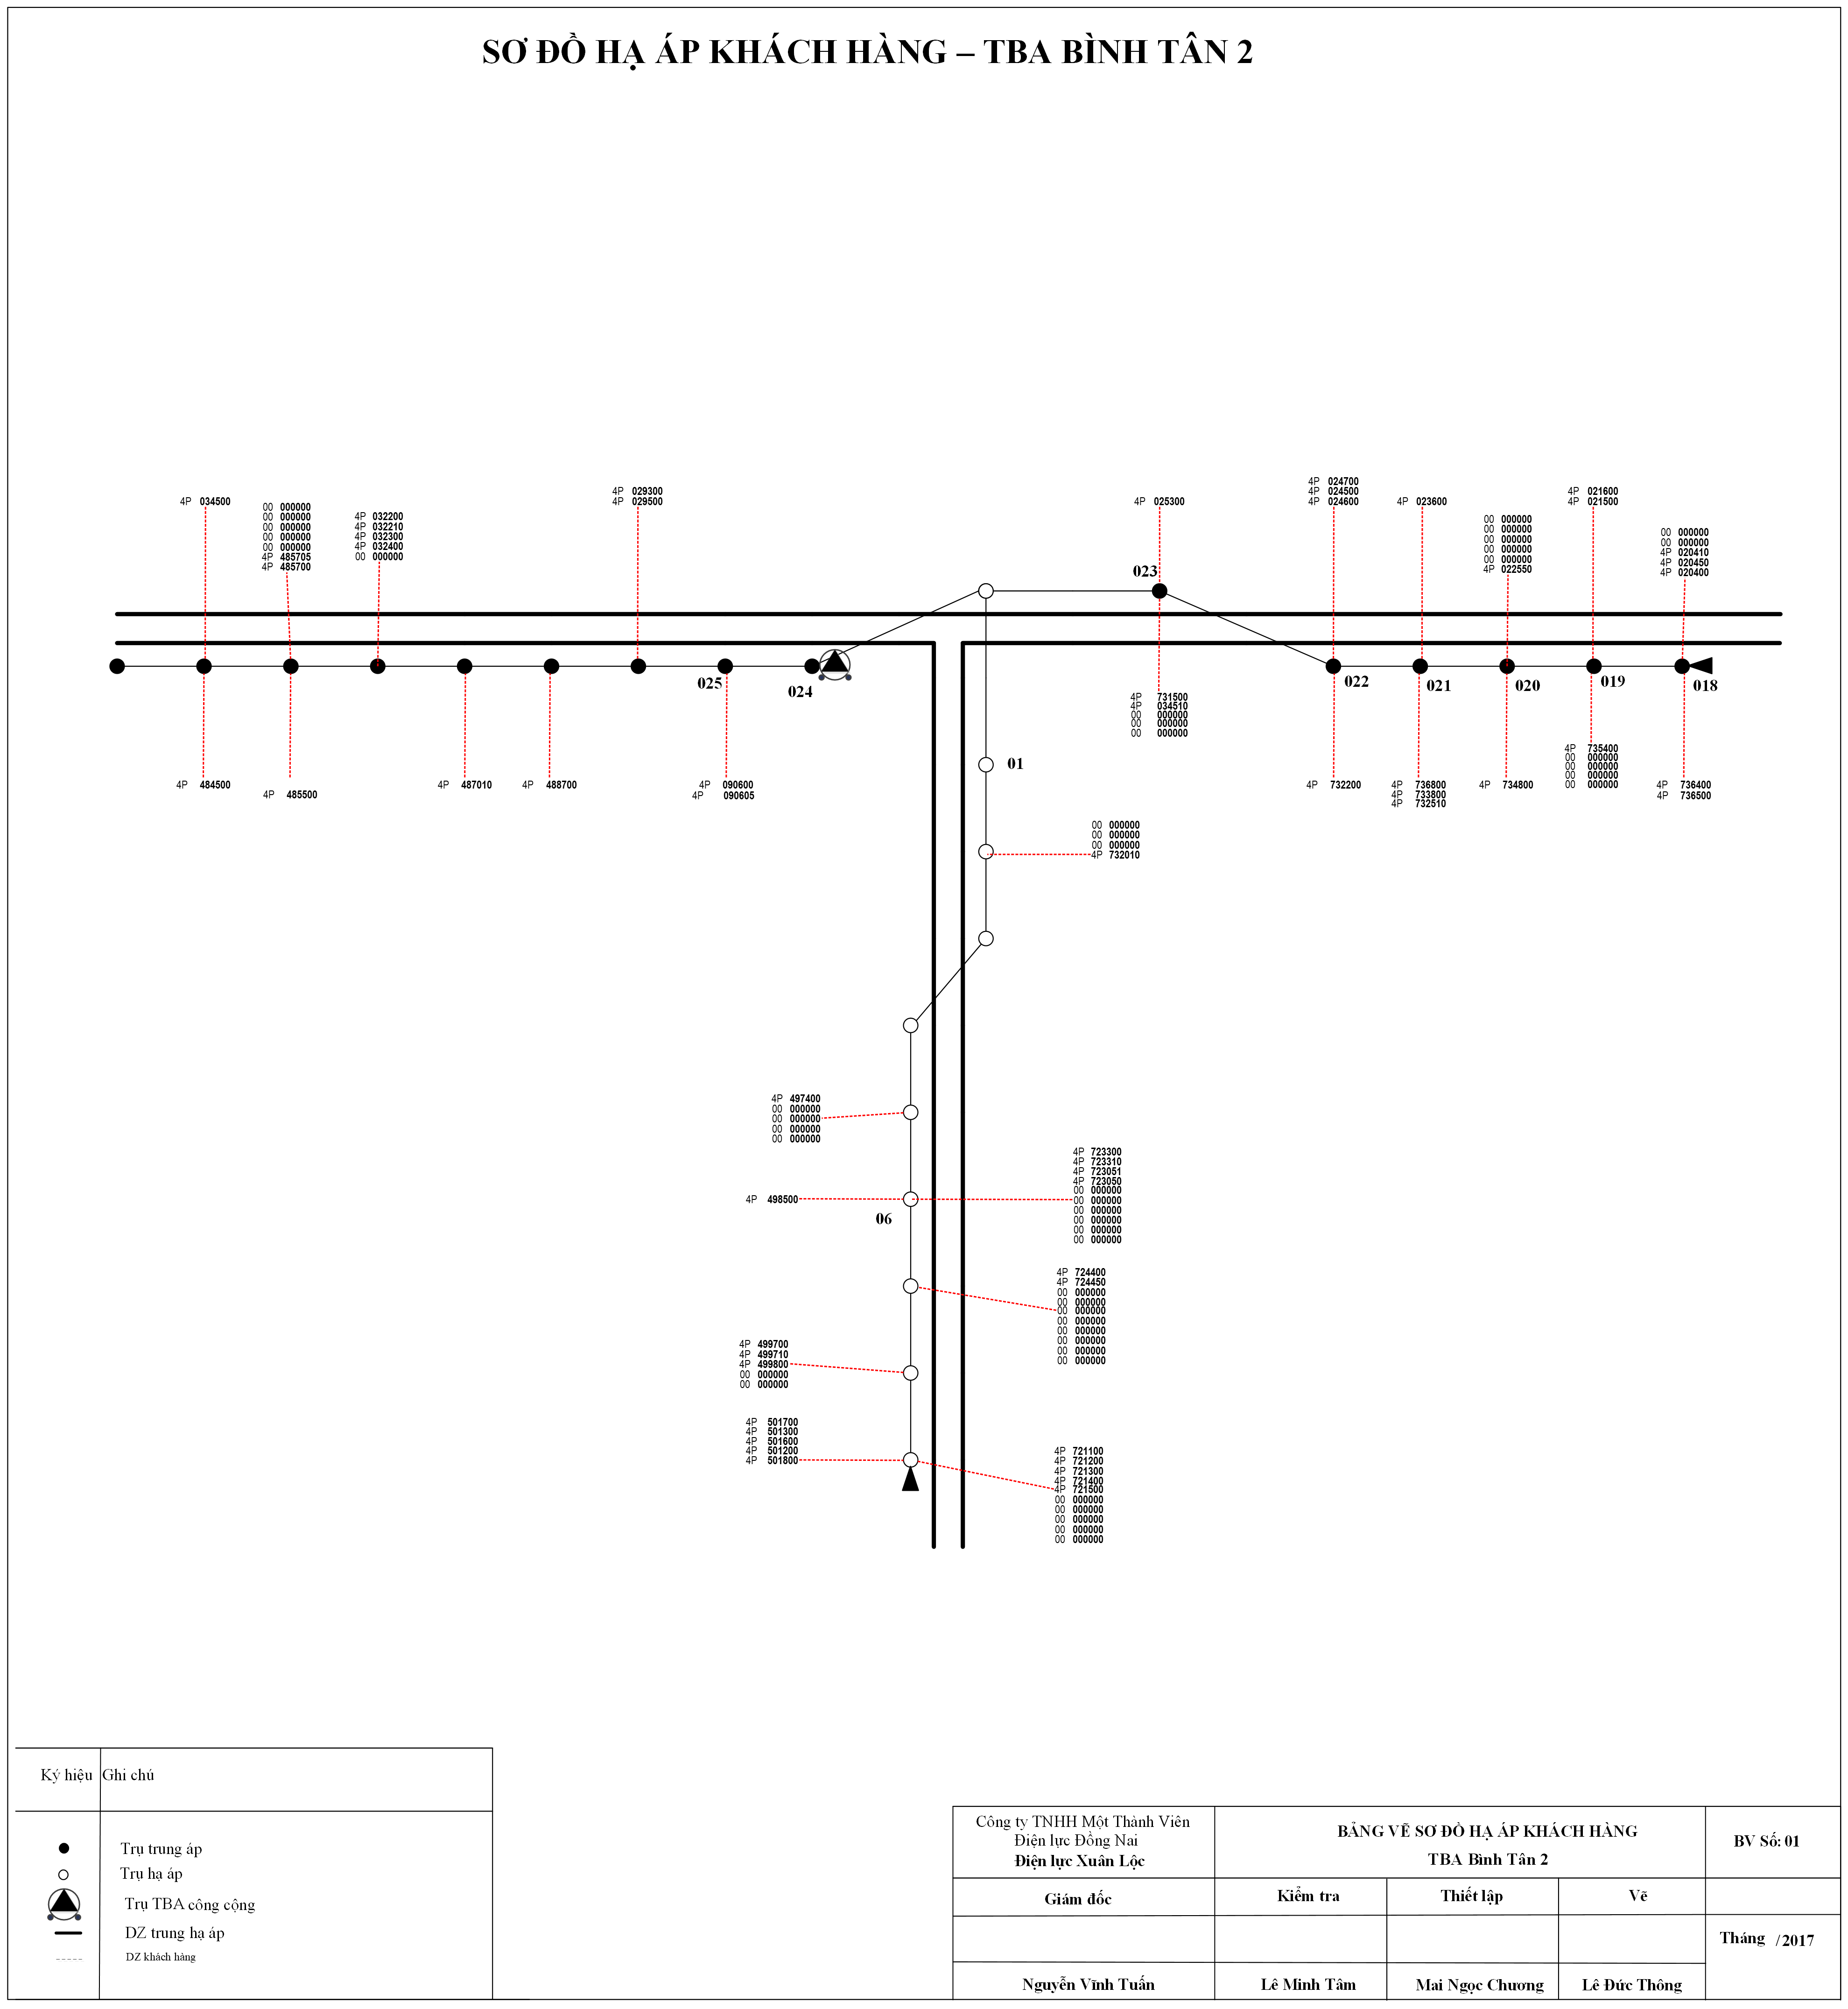 SƠ ĐỒ HẠ ÁP KHÁCH HÀNG – TBA BÌNH TÂN 2
4P 034500
00 000000
00 000000
00 000000
00 000000
00 000000
4P 485705
4P 485700
4P 032200
4P 032210
4P 032300
4P 032400
00 000000
4P 029300
4P 029500
4P 025300
4P 024700
4P 024500
4P 024600
4P 023600
00 000000
00 000000
00 000000
00 000000
00 000000
4P 022550
4P 021600
4P 021500
00 000000
00 000000
4P 020410
4P 020450
4P 020400
023
025
024
022
021
020
019
018
4P 484500
4P 485500
4P 487010
4P 488700
4P 090600
4P 090605
4P 731500
4P 034510
00 000000
00 000000
00 000000
4P 732200
4P 736800
4P 733800
4P 732510
4P 734800
4P 735400
00 000000
00 000000
00 000000
00 000000
4P 736400
4P 736500
01
00 000000
00 000000
00 000000
4P 732010
4P 497400
00 000000
00 000000
00 000000
00 000000
4P 498500
06
4P 723300
4P 723310
4P 723051
4P 723050
00 000000
00 000000
00 000000
00 000000
00 000000
00 000000
4P 724400
4P 724450
00 000000
00 000000
00 000000
00 000000
00 000000
00 000000
00 000000
00 000000
4P 499700
4P 499710
4P 499800
00 000000
00 000000
4P 501700
4P 501300
4P 501600
4P 501200
4P 501800
4P 721100
4P 721200
4P 721300
4P 721400
4P 721500
00 000000
00 000000
00 000000
00 000000
00 000000
Ký hiệu Ghi chú
Trụ trung áp
Trụ hạ áp
Trụ TBA công cộng
DZ trung hạ áp
DZ khách hàng
Công ty TNHH Một Thành Viên
Điện lực Đồng Nai
Điện lực Xuân Lộc
BẢNG VẼ SƠ ĐỒ HẠ ÁP KHÁCH HÀNG
TBA Bình Tân 2
BV Số: 01
Giám đốc
Kiểm tra
Thiết lập
Vẽ
Tháng /2017
Nguyễn Vĩnh Tuấn
Lê Minh Tâm
Mai Ngọc Chương
Lê Đức Thông